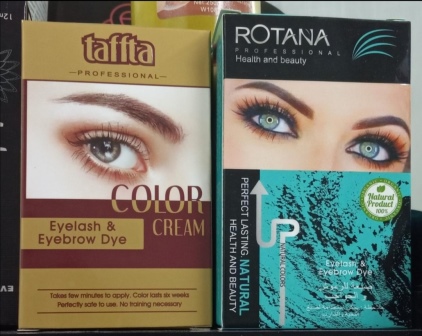 taffta
PROFESSIONAL
COLOR
CREAM
Eyelash &
Eyebrow Dye
Takes few minutes to apply. Color lasts six weeks
Perfectly safe to use. No training necessary
ROTANA
PROFESSIONAL
Health and beauty
Natural
Product
100%
PERFECT LASTING. NATURAL
HEALTH AND BEAUTY
UP
Eyelash &
Eyebrow Dye